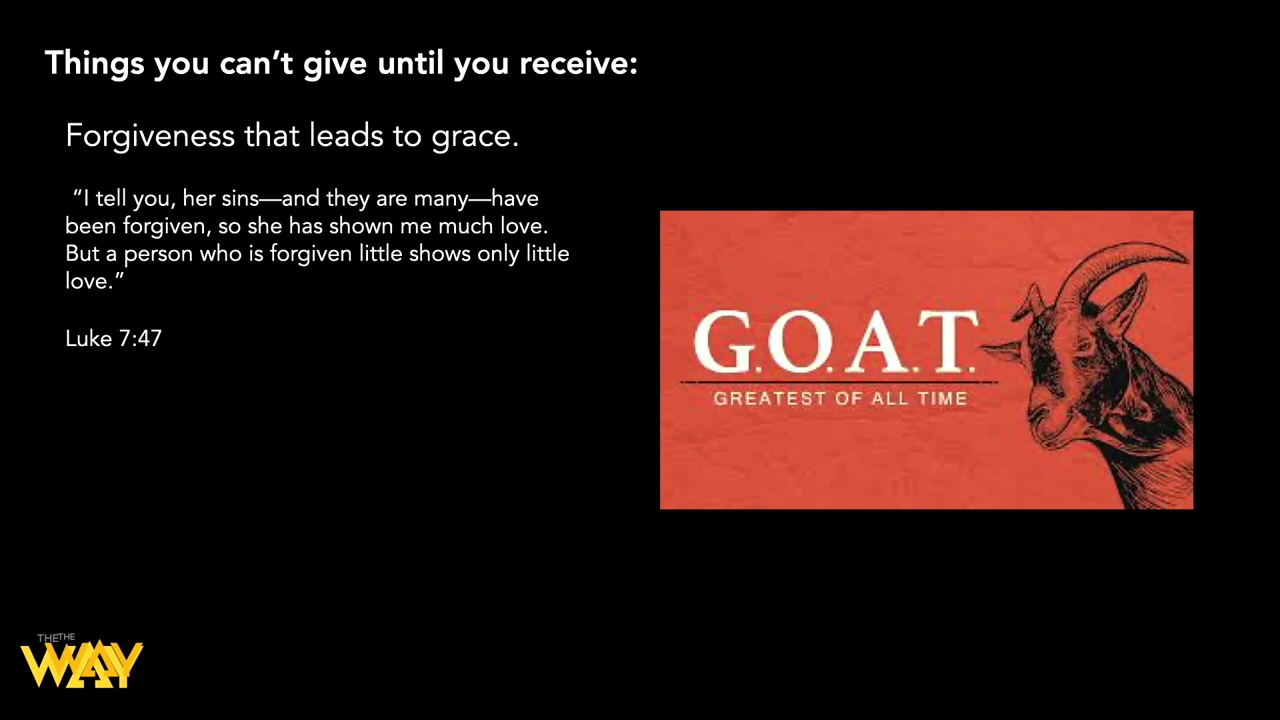 Things you can’t give until you receive:
Forgiveness that leads to grace.
“I tell you, her sins—and they are many—have
been forgiven, so she has shown me much love.
But a person who is forgiven little shows only little
love.”
Luke 7:47
G.O.A.T.
GREATEST OF ALL TIME
THETHE
WAY